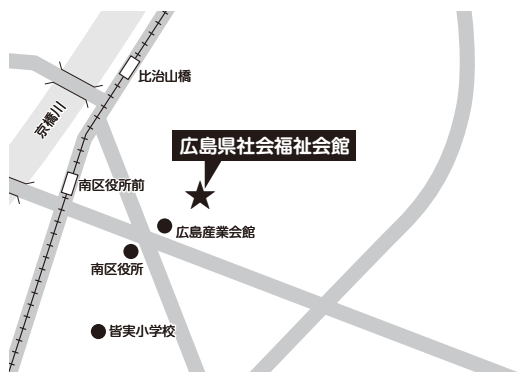 比治山橋
京橋川
広島県社会福祉会館
南区役所前
広島産業会館
南区役所
皆実小学校